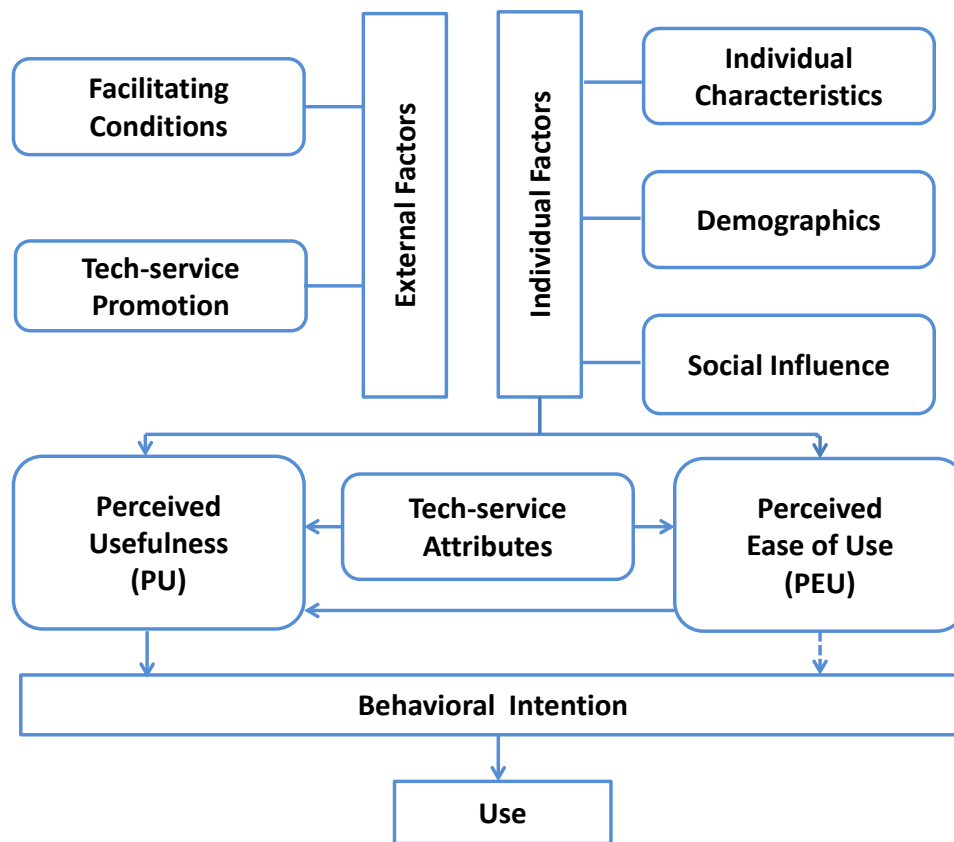 Facilitating
Conditions
Tech-service
Promotion
External Factors
Individual Factors
Individual
Characteristics
Demographics
Social Influence
Perceived
Usefulness
(PU)
Tech-service
Attributes
Perceived
Ease of Use
(PEU)
Behavioral Intention
Use